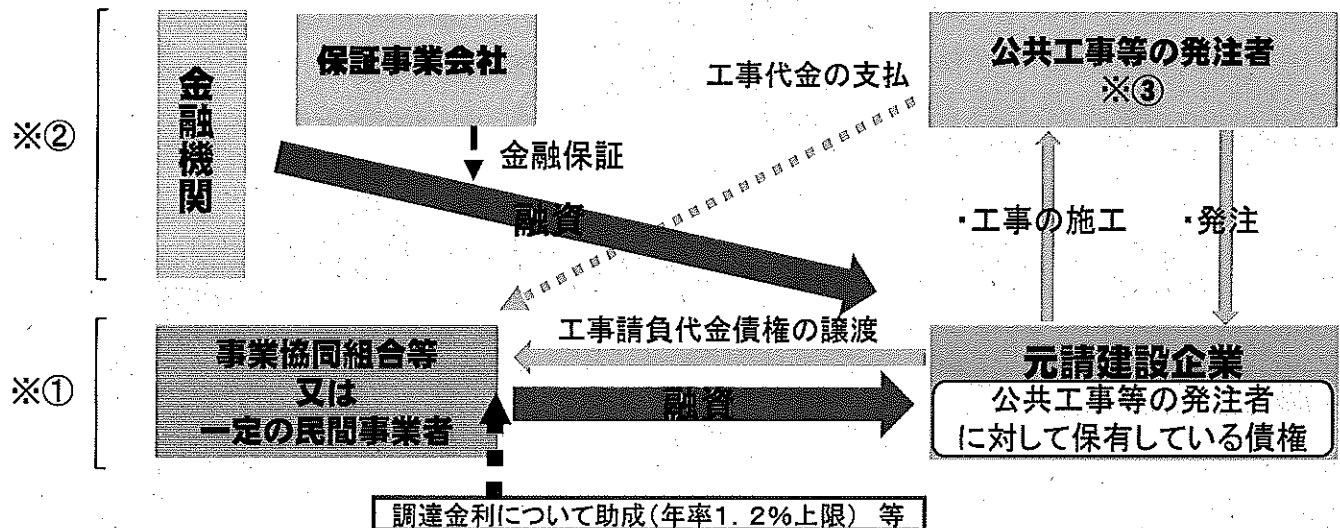 ※②
金融機関
保証事業会社
金融保証
融資
工事代金の支払
公共工事等の発注者
※③
・工事の施工
・発注
※①
事業協同組合等
又は
一定の民間事業者
工事請負代金債権の譲渡
融資
元請建設企業
公共工事等の発注者
に対して保有している債権
調達金利について助成(年率1.2%上限) 等